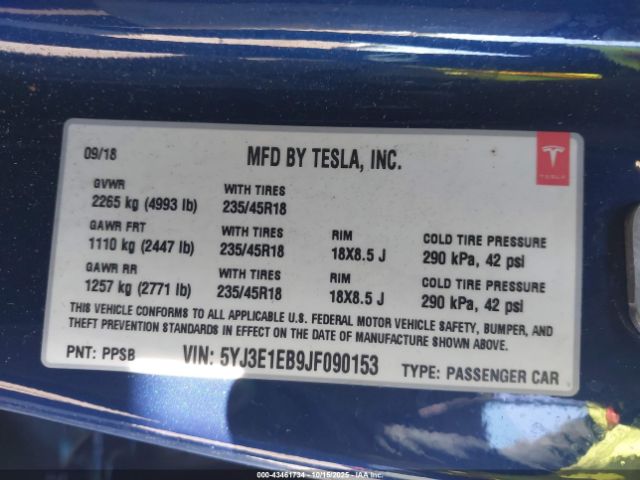 09/18
MFD BY TESLA, INC.
TESLA
GVWR WITH TIRES
2265 kg (4993 lb) 235/45R18
GAWR FRT WITH TIRES RIM COLD TIRE PRESSURE
1110 kg (2447 lb) 235/45R18 18X8.5 J 290 kPa, 42 psi
GAWR RR WITH TIRES RIM COLD TIRE PRESSURE
1257 kg (2771 lb) 235/45R18 18X8.5 J 290 kPa, 42 psi
THIS VEHICLE CONFORMS TO ALL APPLICABLE U.S. FEDERAL MOTOR VEHICLE SAFETY, BUMPER, AND
THEFT PREVENTION STANDARDS IN EFFECT ON THE DATE OF MANUFACTURE SHOWN ABOVE.
PNT: PPSB VIN: 5YJ3E1EB9JF090153 TYPE: PASSENGER CAR
000-43461734 - 10/15/2025 - IAAI.COM